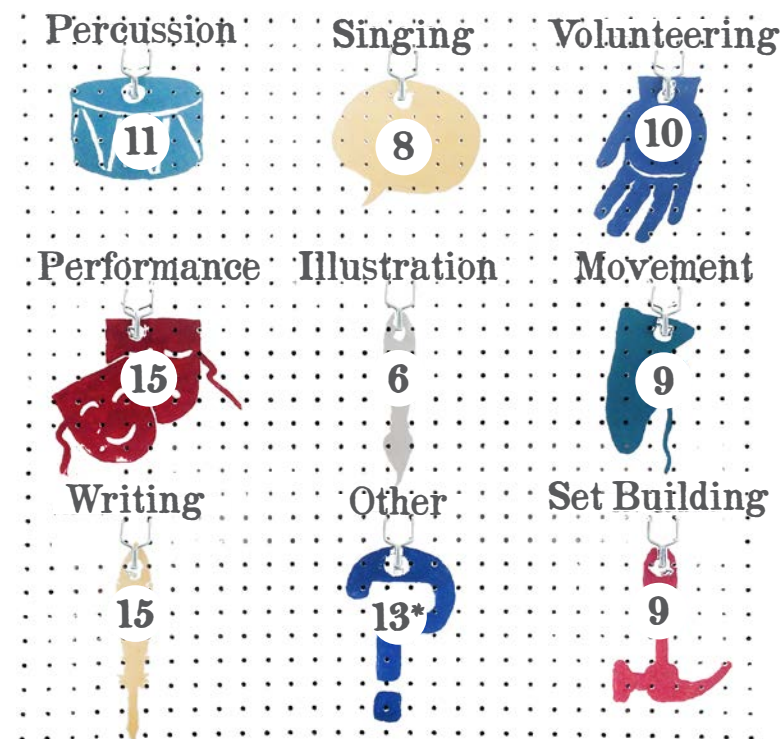 Percussion
11
Singing
8
Volunteering
10
Performance
15
Illustration
6
Movement
9
Writing
15
Other
13*
Set Building
9